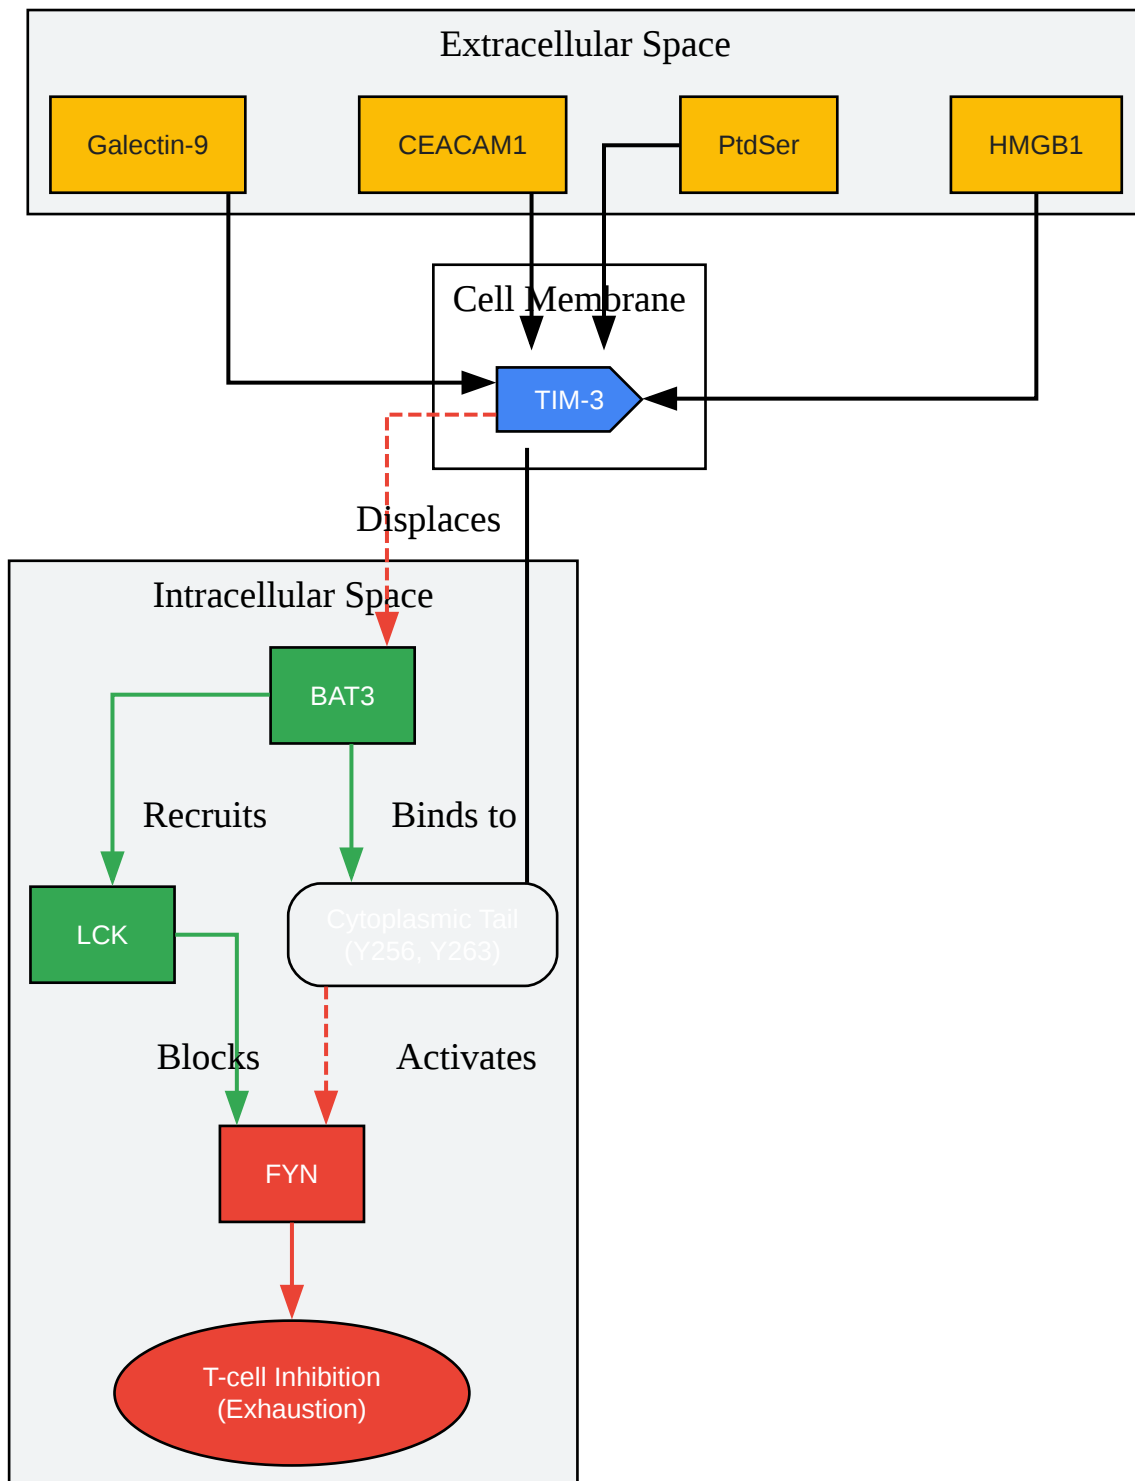 Extracellular Space
Galectin-9
CEACAM1
PtdSer
HMGB1
Cell Membrane
TIM-3
Displaces
Intracellular Space
BAT3
Recruits
Binds to
LCK
Cytoplasmic Tail
(Y256, Y263)
Blocks
Activates
FYN
T-cell Inhibition
(Exhaustion)